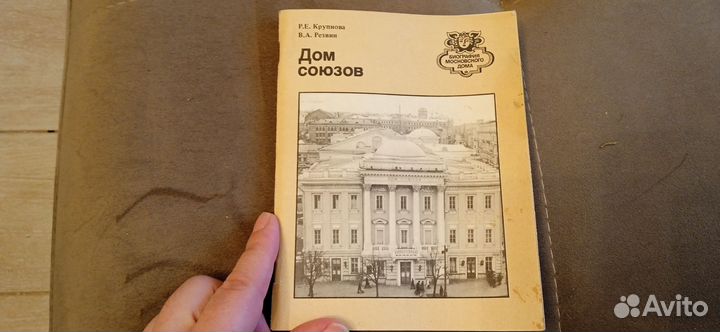 Р.Е. Крупнова
В.А. Резвин
Дом
союзов
БИОГРАФИЯ
МОСКОВСКОГО
ДОМА
Avito